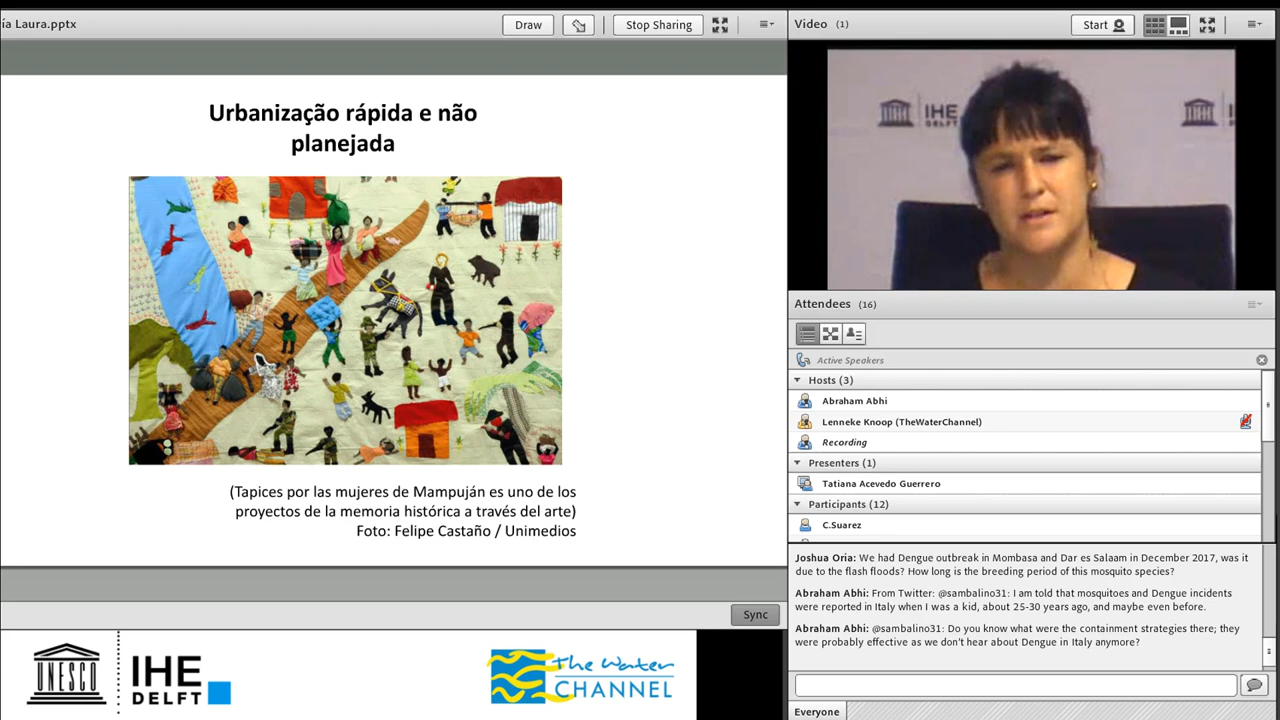 ía Laura.pptx
Draw
Stop Sharing
Video (1)
Start
Urbanização rápida e não
planejada
(Tapices por las mujeres de Mampuján es uno de los
proyectos de la memoria histórica a través del arte)
Foto: Felipe Castaño / Unimedios
Sync
UNESCO
IHE
DELFT
The Water
CHANNEL
IHE
DELFT
IHE
Attendees (16)
Active Speakers
Hosts (3)
Abraham Abhi
Lenneke Knoop (TheWaterChannel)
Recording
Presenters (1)
Tatiana Acevedo Guerrero
Participants (12)
C.Suarez
Joshua Oria: We had Dengue outbreak in Mombasa and Dar es Salaam in December 2017, was it
due to the flash floods? How long is the breeding period of this mosquito species?
Abraham Abhi: From Twitter: @sambalino31: I am told that mosquitoes and Dengue incidents
were reported in Italy when I was a kid, about 25-30 years ago, and maybe even before.
Abraham Abhi: @sambalino31: Do you know what were the containment strategies there; they
were probably effective as we don't hear about Dengue in Italy anymore?
Everyone